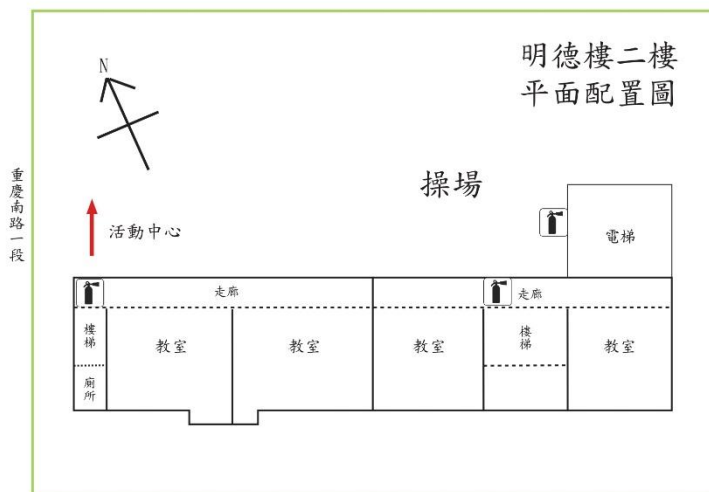 明德樓二樓
平面配置圖
N
重慶南路一段
操場
活動中心
電梯
走廊
走廊
樓梯
教室
教室
教室
樓梯
教室
廁所